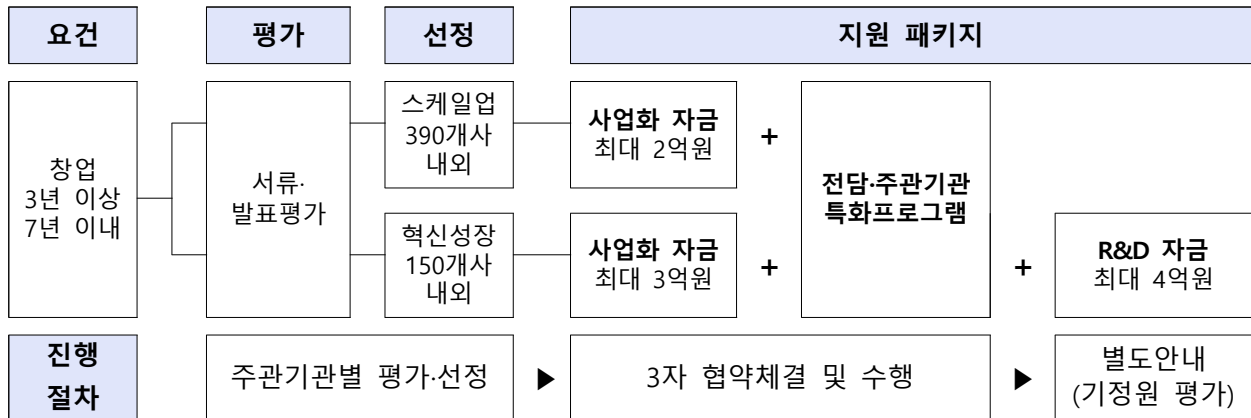 요건
평가
선정
지원 패키지
창업
3년 이상
7년 이내
서류·
발표평가
스케일업
390개사
내외
사업화 자금
최대 2억원
+
전담·주관기관
특화프로그램
혁신성장
150개사
내외
사업화 자금
최대 3억원
+
+
R&D 자금
최대 4억원
진행
절차
주관기관별 평가·선정
▶
3자 협약체결 및 수행
▶
별도안내
(기정원 평가)